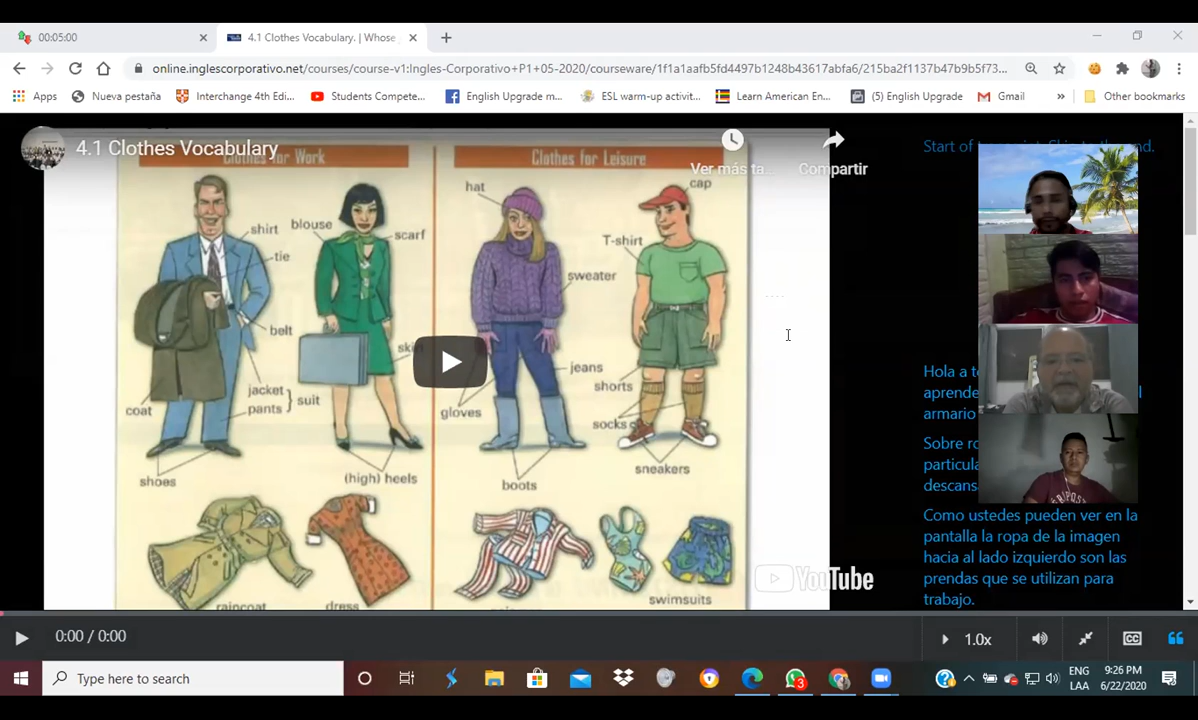 00:05:00
4.1 Clothes Vocabulary. | Whose
online.inglescorporativo.net/courses/course-v1:Ingles-Corporativo+P1+05-2020/courseware/1f1a1aafb5fd4497b1248b43617abfa6/215ba2f1137b47b9b5f73...
Apps
Nueva pestaña
Interchange 4th Edi...
Students Compete...
English Upgrade m...
ESL warm-up activit...
Learn American En...
(5) English Upgrade
Gmail
»
Other bookmarks
4.1 Clothes Vocabulary
Ver más ta...
Compartir
Clothes for Work
Clothes for Leisure
shirt
blouse
scarf
tie
belt
skirt
jacket
pants
suit
coat
shoes
(high) heels
raincoat
dress
hat
cap
T-shirt
sweater
jeans
shorts
gloves
socks
sneakers
boots
swimsuits
YouTube
Start of
nd.
Hola a
aprende
armario
Sobre
particula
descans
Como ustedes pueden ver en la
pantalla la ropa de la imagen
hacia al lado izquierdo son las
prendas que se utilizan para
trabajo.
0:00 / 0:00
1.0x
CC
Type here to search
3
ENG
LAA
9:26 PM
6/22/2020